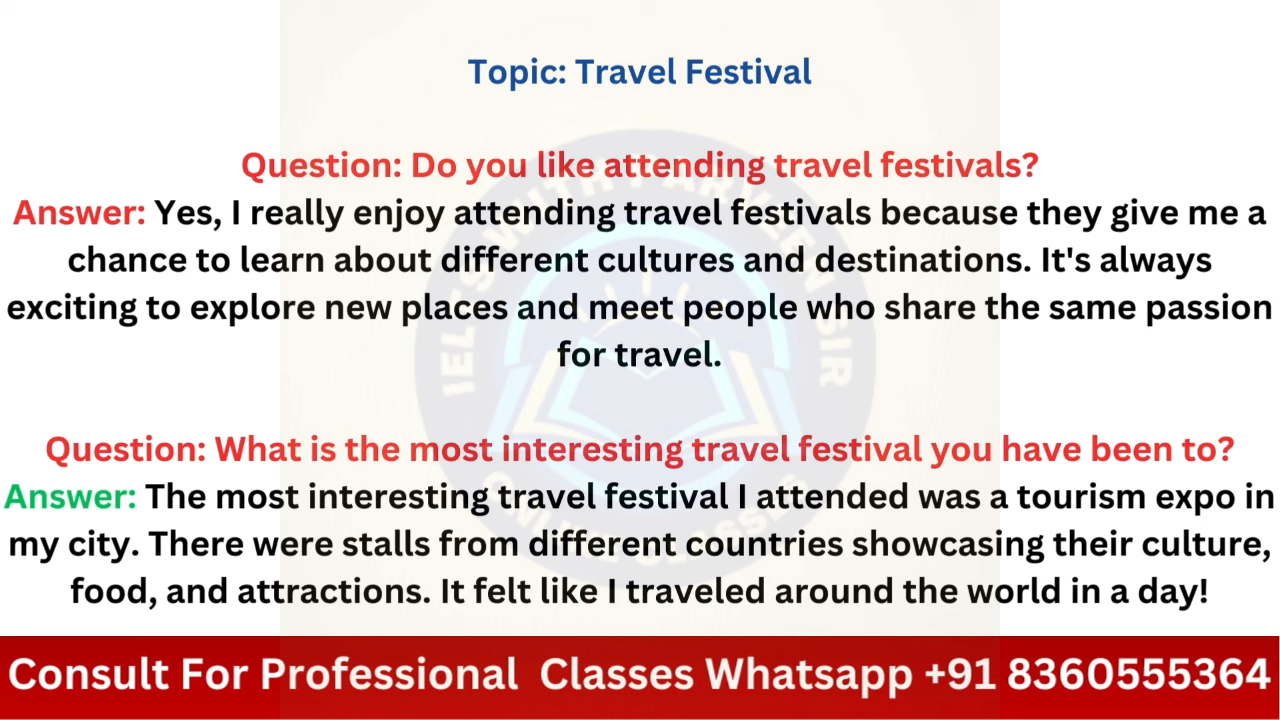 Topic: Travel Festival
Question: Do you like attending travel festivals?
Answer: Yes, I really enjoy attending travel festivals because they give me a
chance to learn about different cultures and destinations. It's always
exciting to explore new places and meet people who share the same passion
for travel.
Question: What is the most interesting travel festival you have been to?
Answer: The most interesting travel festival I attended was a tourism expo in
my city. There were stalls from different countries showcasing their culture,
food, and attractions. It felt like I traveled around the world in a day!
Consult For Professional Classes Whatsapp +91 8360555364